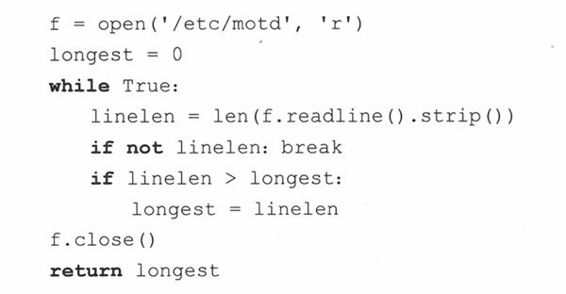 f = open('/etc/motd', 'r')
longest = 0
while True:
    linelen = len(f.readline().strip())
    if not linelen: break
    if linelen > longest:
        longest = linelen
f.close()
return longest